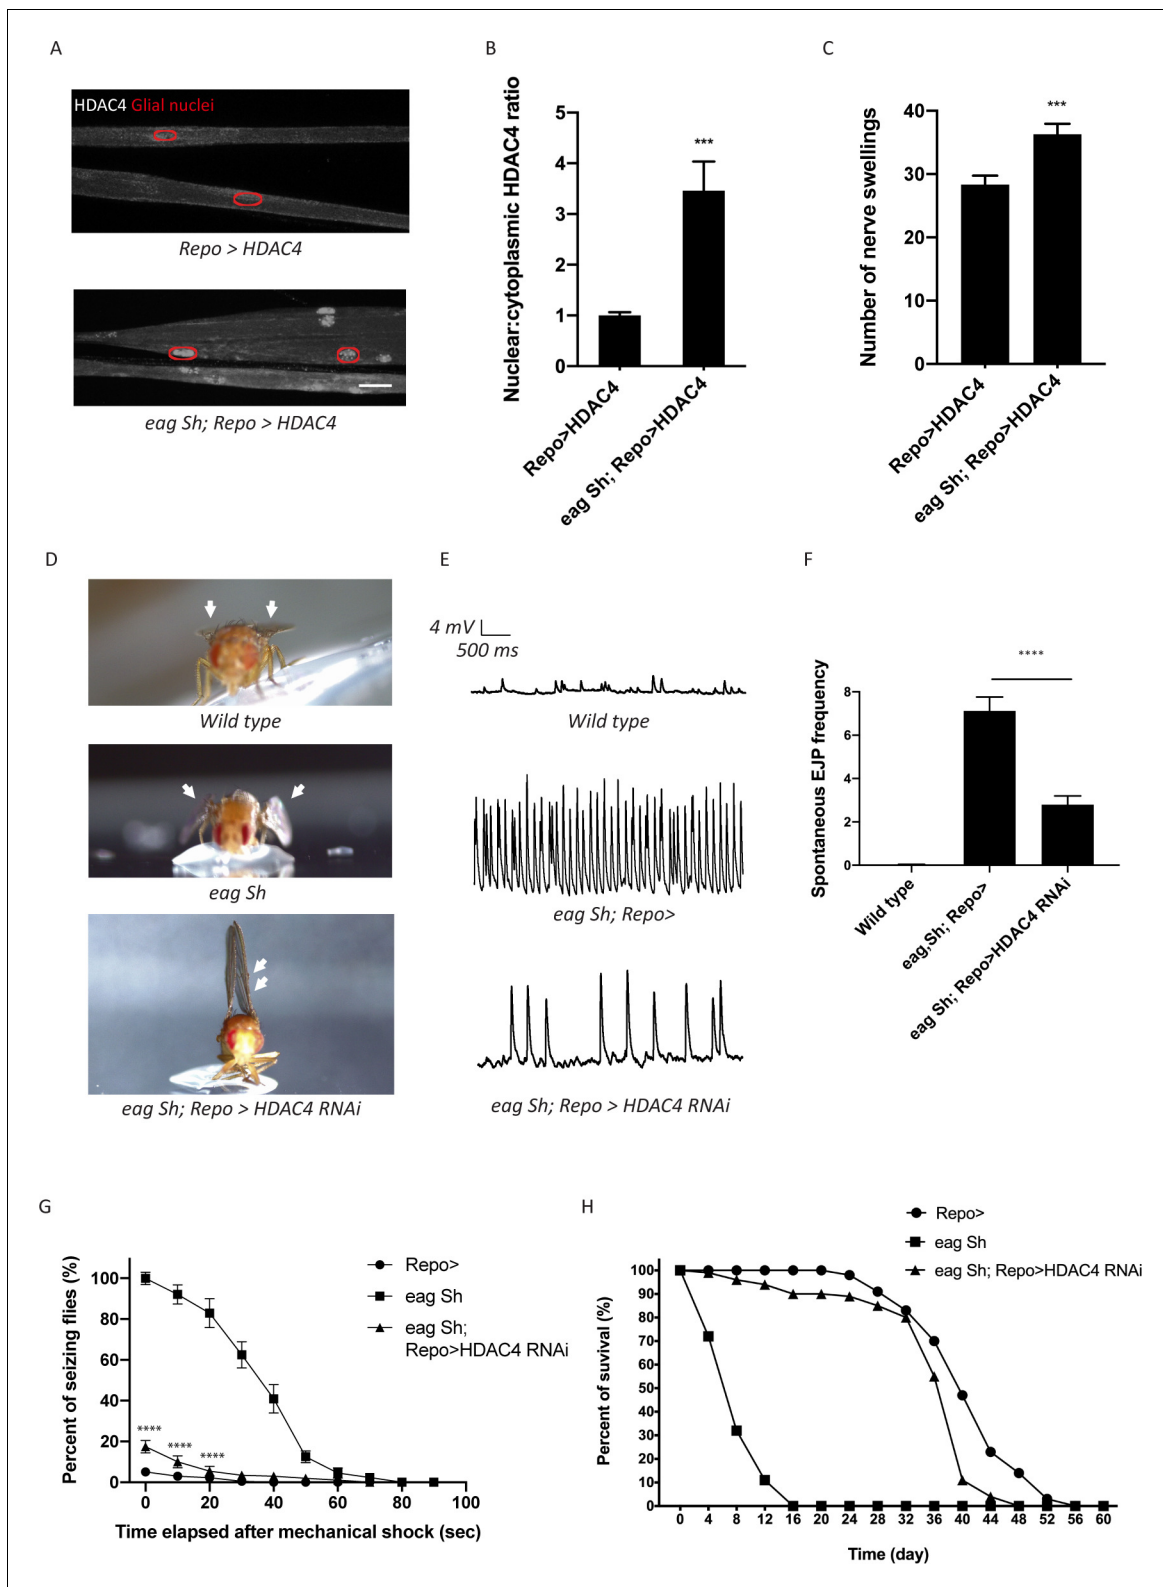 A
HDAC4 Glial nuclei
Repo > HDAC4
eag Sh; Repo > HDAC4
B
Nuclear:cytoplasmic HDAC4 ratio
5
4
3
2
1
0
***
Repo>HDAC4
eag Sh; Repo>HDAC4
C
Number of nerve swellings
40
30
20
10
0
***
Repo>HDAC4
eag Sh; Repo>HDAC4
D
Wild type
eag Sh
eag Sh; Repo > HDAC4 RNAi
E
4 mV
500 ms
Wild type
eag Sh; Repo>
eag Sh; Repo > HDAC4 RNAi
F
Spontaneous EJP frequency
8
6
4
2
0
****
Wild type
eag,Sh; Repo>
eag Sh; Repo>HDAC4 RNAi
G
Percent of seizing flies (%)
100
80
60
40
20
0
**** **** ****
0 20 40 60 80 100
Time elapsed after mechanical shock (sec)
Repo>
eag Sh
eag Sh;
Repo>HDAC4 RNAi
H
Repo>
eag Sh
eag Sh; Repo>HDAC4 RNAi
Percent of suvival (%)
100
90
80
70
60
50
40
30
20
10
0
0 4 8 12 16 20 24 28 32 36 40 44 48 52 56 60
Time (day)